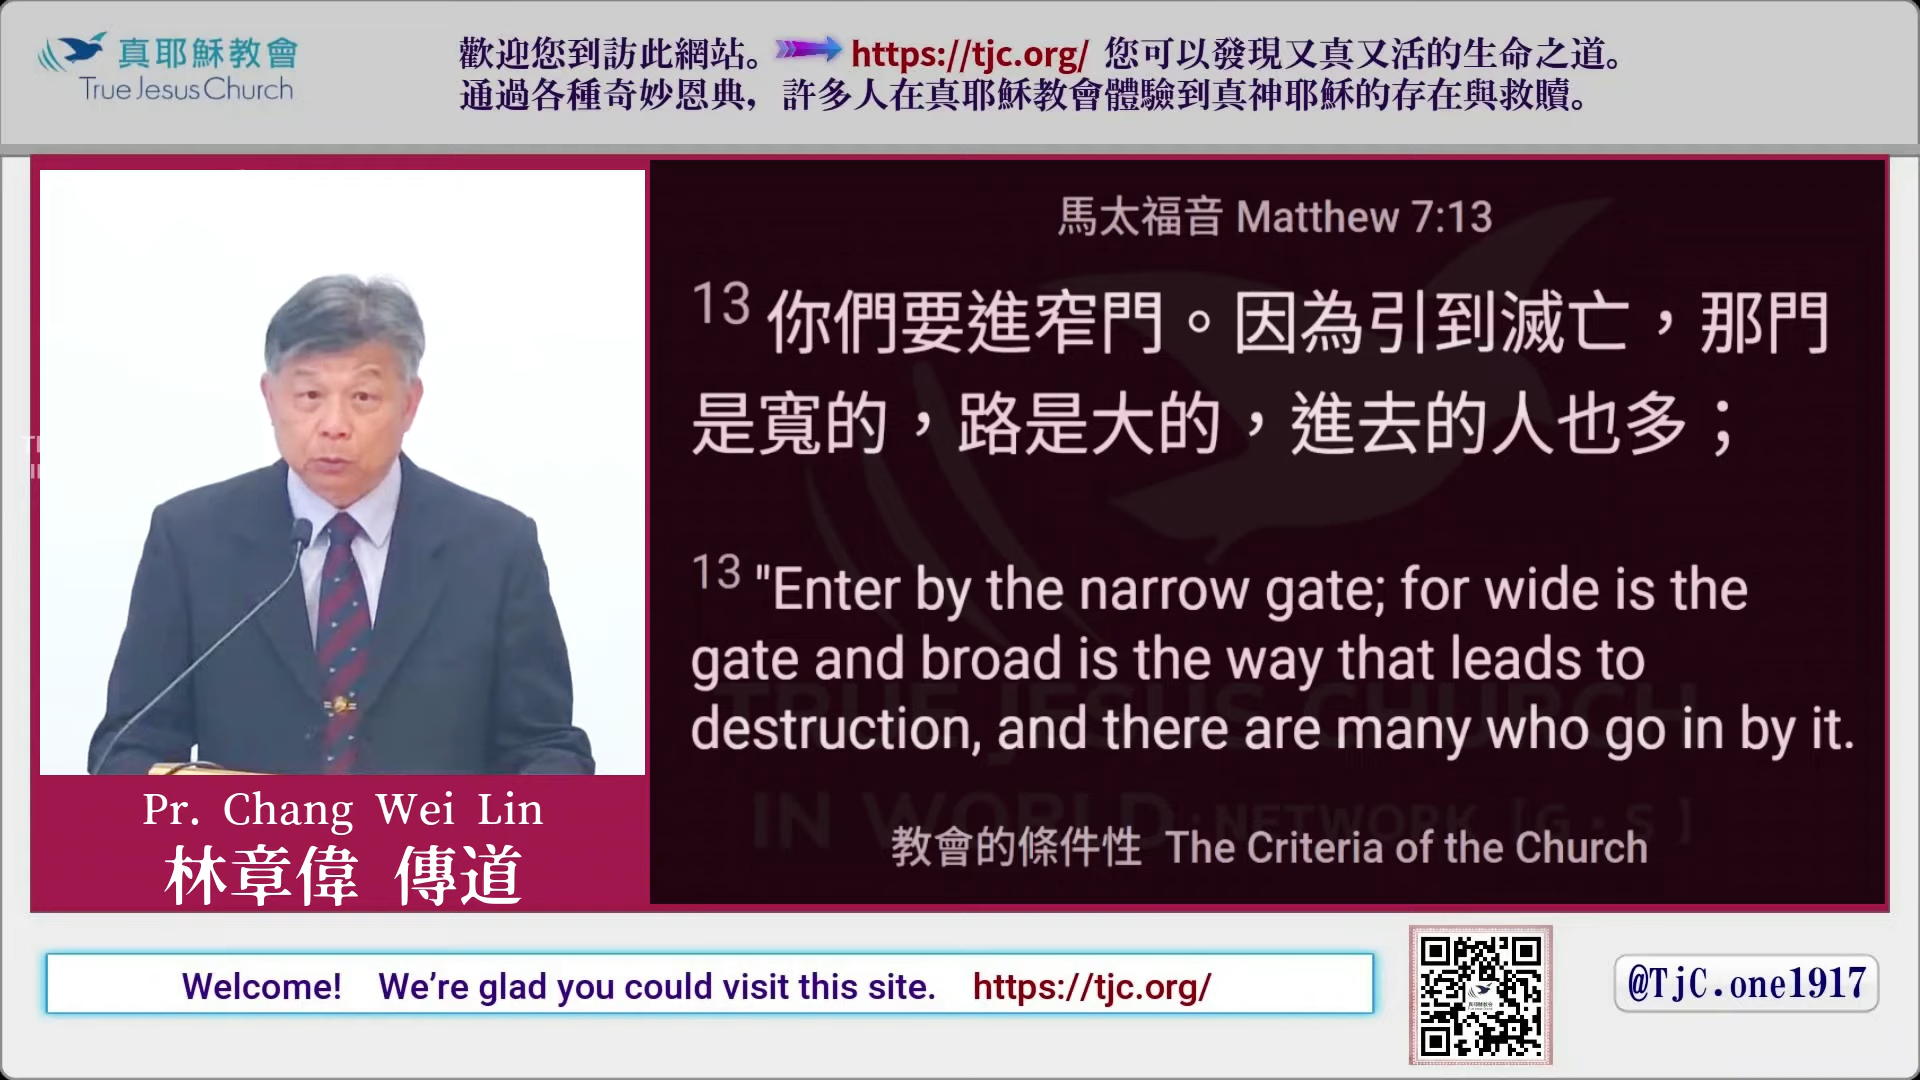 真耶穌教會
True Jesus Church
歡迎您到訪此網站。 https://tjc.org/ 您可以發現又真又活的生命之道。
通過各種奇妙恩典，許多人在真耶穌教會體驗到真神耶穌的存在與救贖。
馬太福音 Matthew 7:13
13 你們要進窄門。因為引到滅亡，那門
是寬的，路是大的，進去的人也多；
13 "Enter by the narrow gate; for wide is the
gate and broad is the way that leads to
destruction, and there are many who go in by it.
TRUE JESUS CHURCH
IN WORLD · NETWORK [G·S]
教會的條件性 The Criteria of the Church
Pr. Chang Wei Lin
林章偉 傳道
Welcome! We’re glad you could visit this site. https://tjc.org/
@TjC.one1917